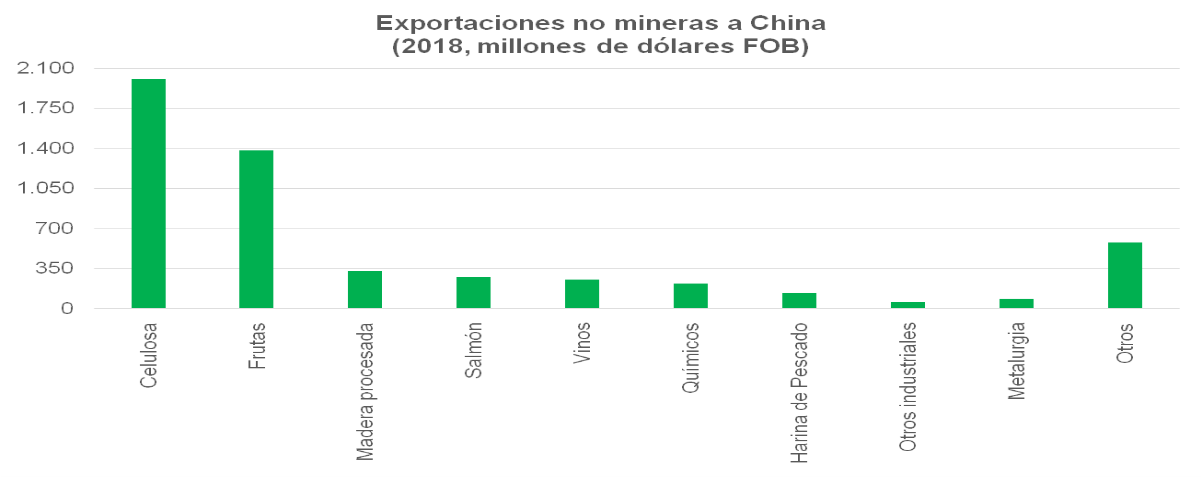 Exportaciones no mineras a China
(2018, millones de dólares FOB)
2.100
1.750
1.400
1.050
700
350
0
Celulosa
Frutas
Madera procesada
Salmón
Vinos
Químicos
Harina de Pescado
Otros industriales
Metalurgia
Otros